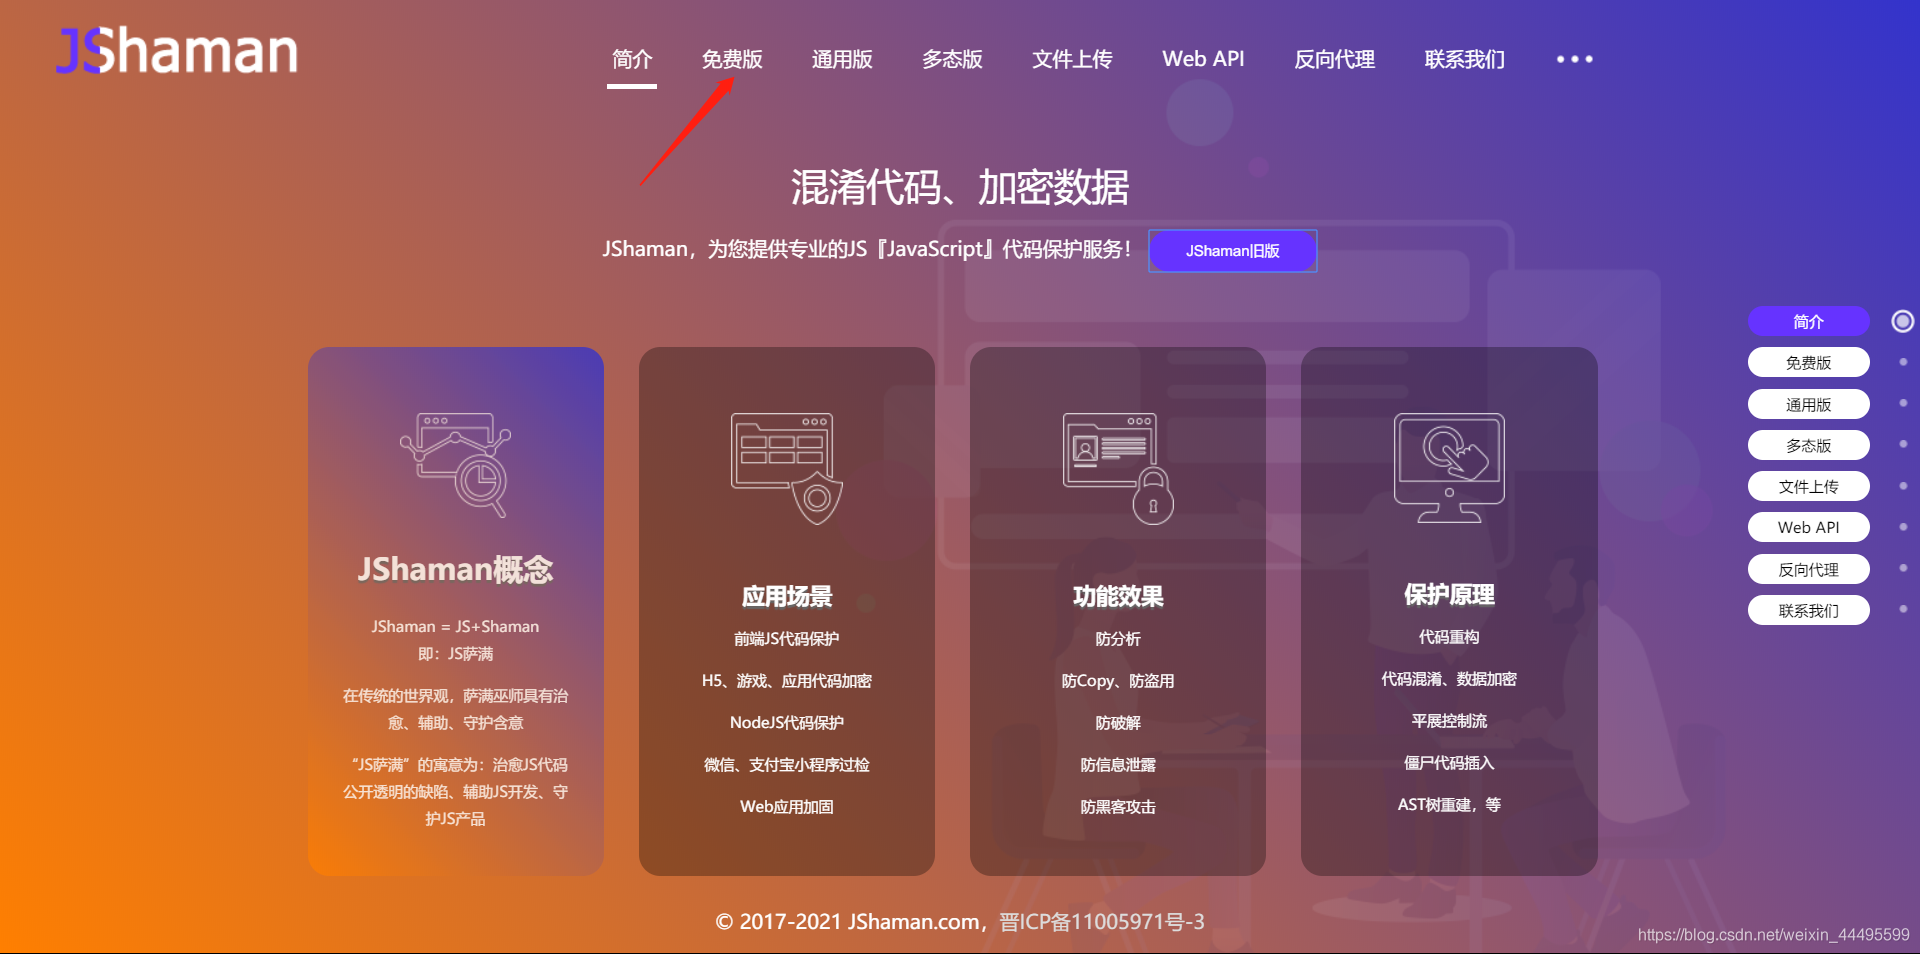 JShaman
简介 免费版 通用版 多态版 文件上传 Web API 反向代理 联系我们 •••
混淆代码、加密数据
JShaman，为您提供专业的JS『JavaScript』代码保护服务！
JShaman旧版
JShaman概念
JShaman = JS+Shaman
即：JS萨满
在传统的世界观，萨满巫师具有治
愈、辅助、守护含意
“JS萨满”的寓意为：治愈JS代码
公开透明的缺陷、辅助JS开发、守
护JS产品
应用场景
前端JS代码保护
H5、游戏、应用代码加密
NodeJS代码保护
微信、支付宝小程序过检
Web应用加固
功能效果
防分析
防Copy、防盗用
防破解
防信息泄露
防黑客攻击
保护原理
代码重构
代码混淆、数据加密
平展控制流
僵尸代码插入
AST树重建，等
简介
免费版
通用版
多态版
文件上传
Web API
反向代理
联系我们
© 2017-2021 JShaman.com，晋ICP备11005971号-3
https://blog.csdn.net/weixin_44495599